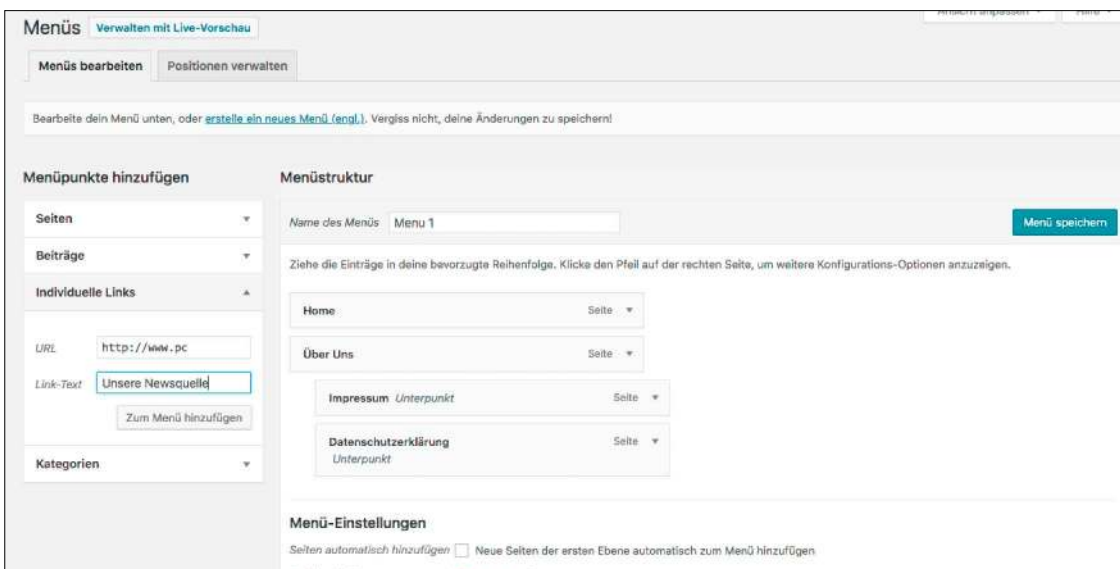 Menüs Verwalten mit Live-Vorschau
Menüs bearbeiten Positionen verwalten
Bearbeite dein Menü unten, oder erstelle ein neues Menü (engl.). Vergiss nicht, deine Änderungen zu speichern!
Menüpunkte hinzufügen
Seiten
Beiträge
Individuelle Links
URL http://www.pc
Link-Text Unsere Newsquelle
Zum Menü hinzufügen
Kategorien
Menüstruktur
Name des Menüs Menu 1 Menü speichern
Ziehe die Einträge in deine bevorzugte Reihenfolge. Klicke den Pfeil auf der rechten Seite, um weitere Konfigurations-Optionen anzuzeigen.
Home Seite
Über Uns Seite
Impressum Unterpunkt Seite
Datenschutzerklärung Seite
Unterpunkt
Menü-Einstellungen
Seiten automatisch hinzufügen Neue Seiten der ersten Ebene automatisch zum Menü hinzufügen